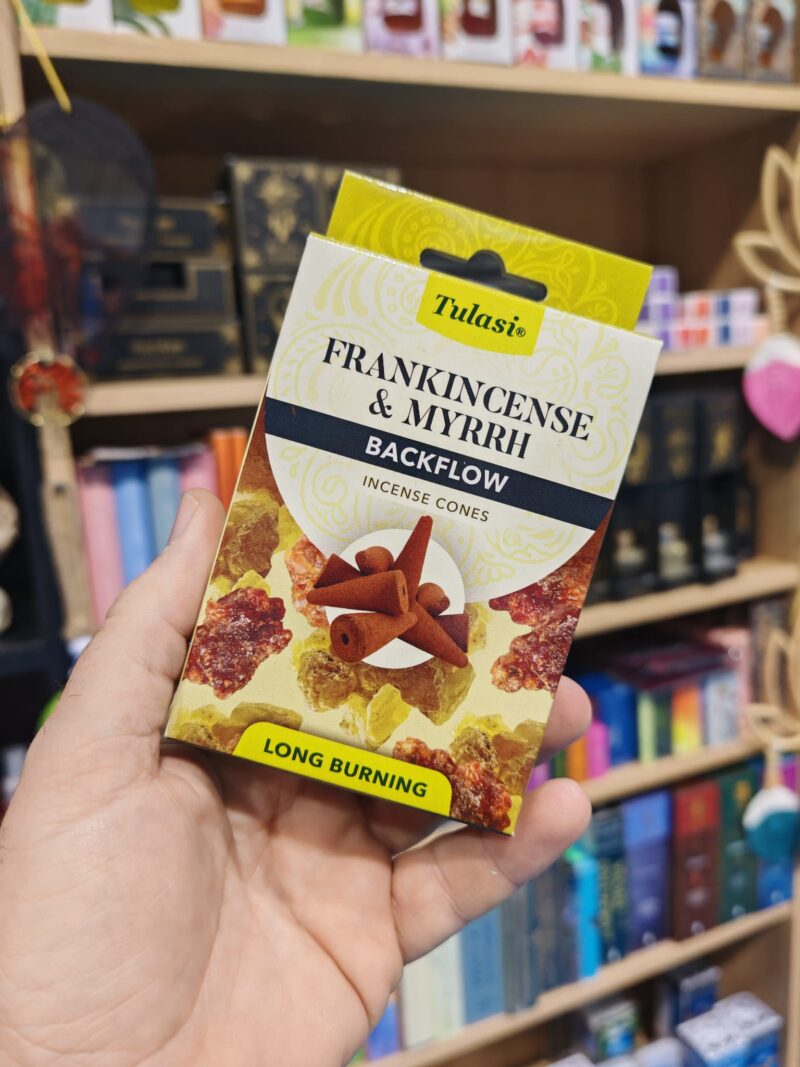 Tulasi®
FRANKINCENSE
& MYRRH
BACKFLOW
INCENSE CONES
LONG BURNING